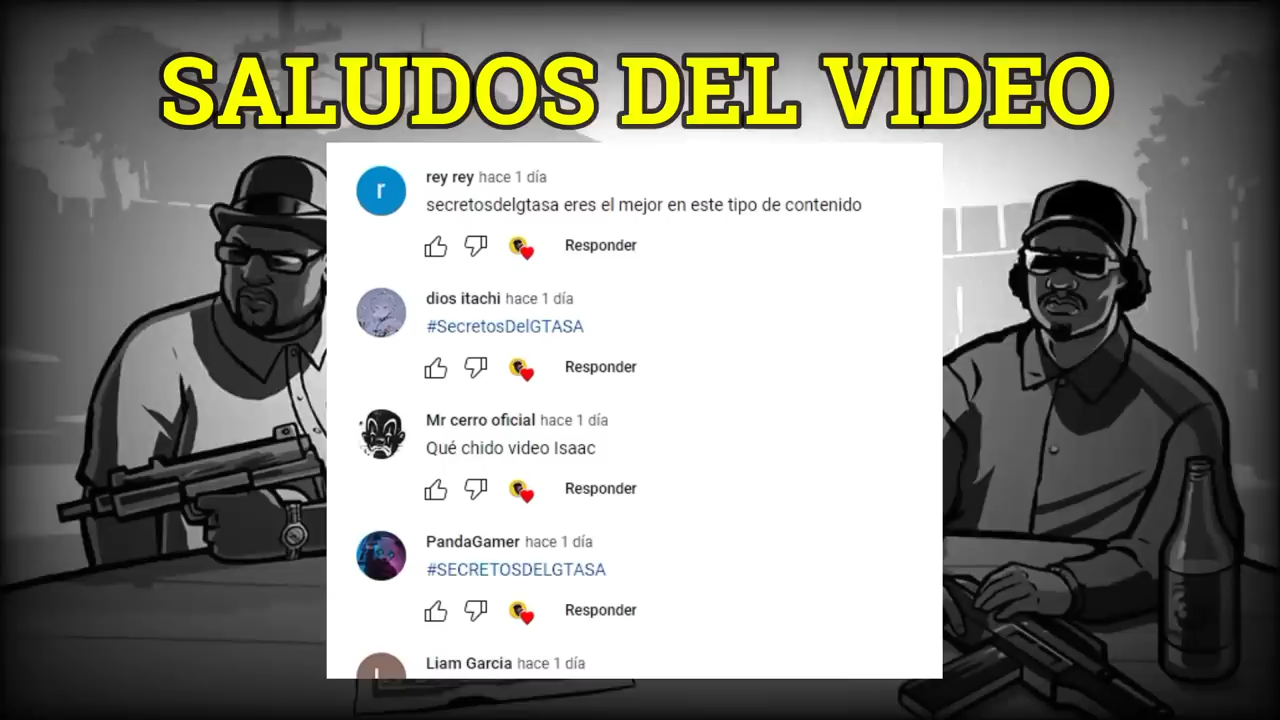 SALUDOS DEL VIDEO
rey rey hace 1 día
secretosdelgtasa eres el mejor en este tipo de contenido
Responder
dios itachi hace 1 día
#SecretosDelGTASA
Responder
Mr cerro oficial hace 1 día
Qué chido video Isaac
Responder
PandaGamer hace 1 día
#SECRETOSDELGTASA
Responder
Liam Garcia hace 1 día